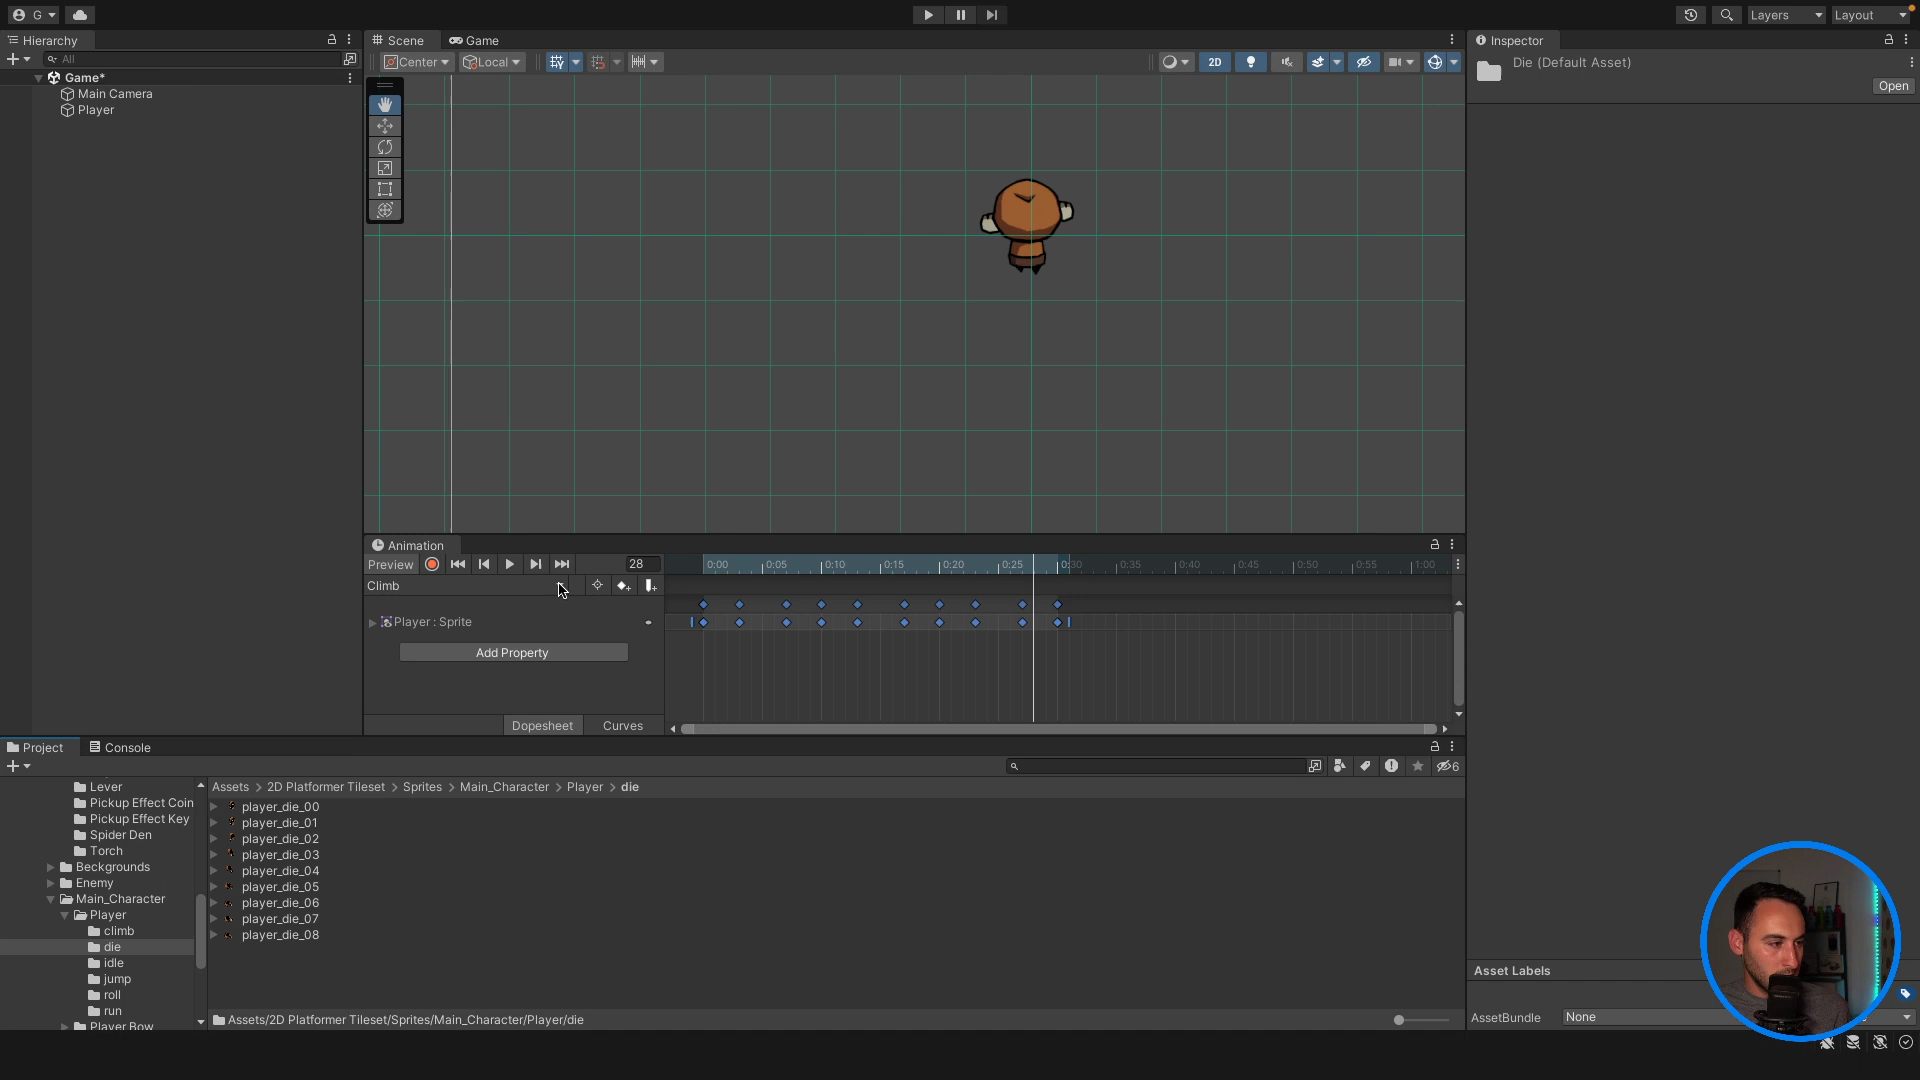 G
Layers
Layout
Hierarchy
Scene
Game
Inspector
All
Center
Local
2D
Die (Default Asset)
Open
Game*
Main Camera
Player
Animation
Preview
28
0:00
0:05
0:10
0:15
0:20
0:25
0:30
0:35
0:40
0:45
0:50
0:55
1:00
Climb
Player : Sprite
Add Property
Dopesheet
Curves
Project
Console
6
Lever
Pickup Effect Coin
Pickup Effect Key
Spider Den
Torch
Beckgrounds
Enemy
Main_Character
Player
climb
die
idle
jump
roll
run
Player Bow
Assets > 2D Platformer Tileset > Sprites > Main_Character > Player > die
player_die_00
player_die_01
player_die_02
player_die_03
player_die_04
player_die_05
player_die_06
player_die_07
player_die_08
Assets/2D Platformer Tileset/Sprites/Main_Character/Player/die
Asset Labels
AssetBundle
None